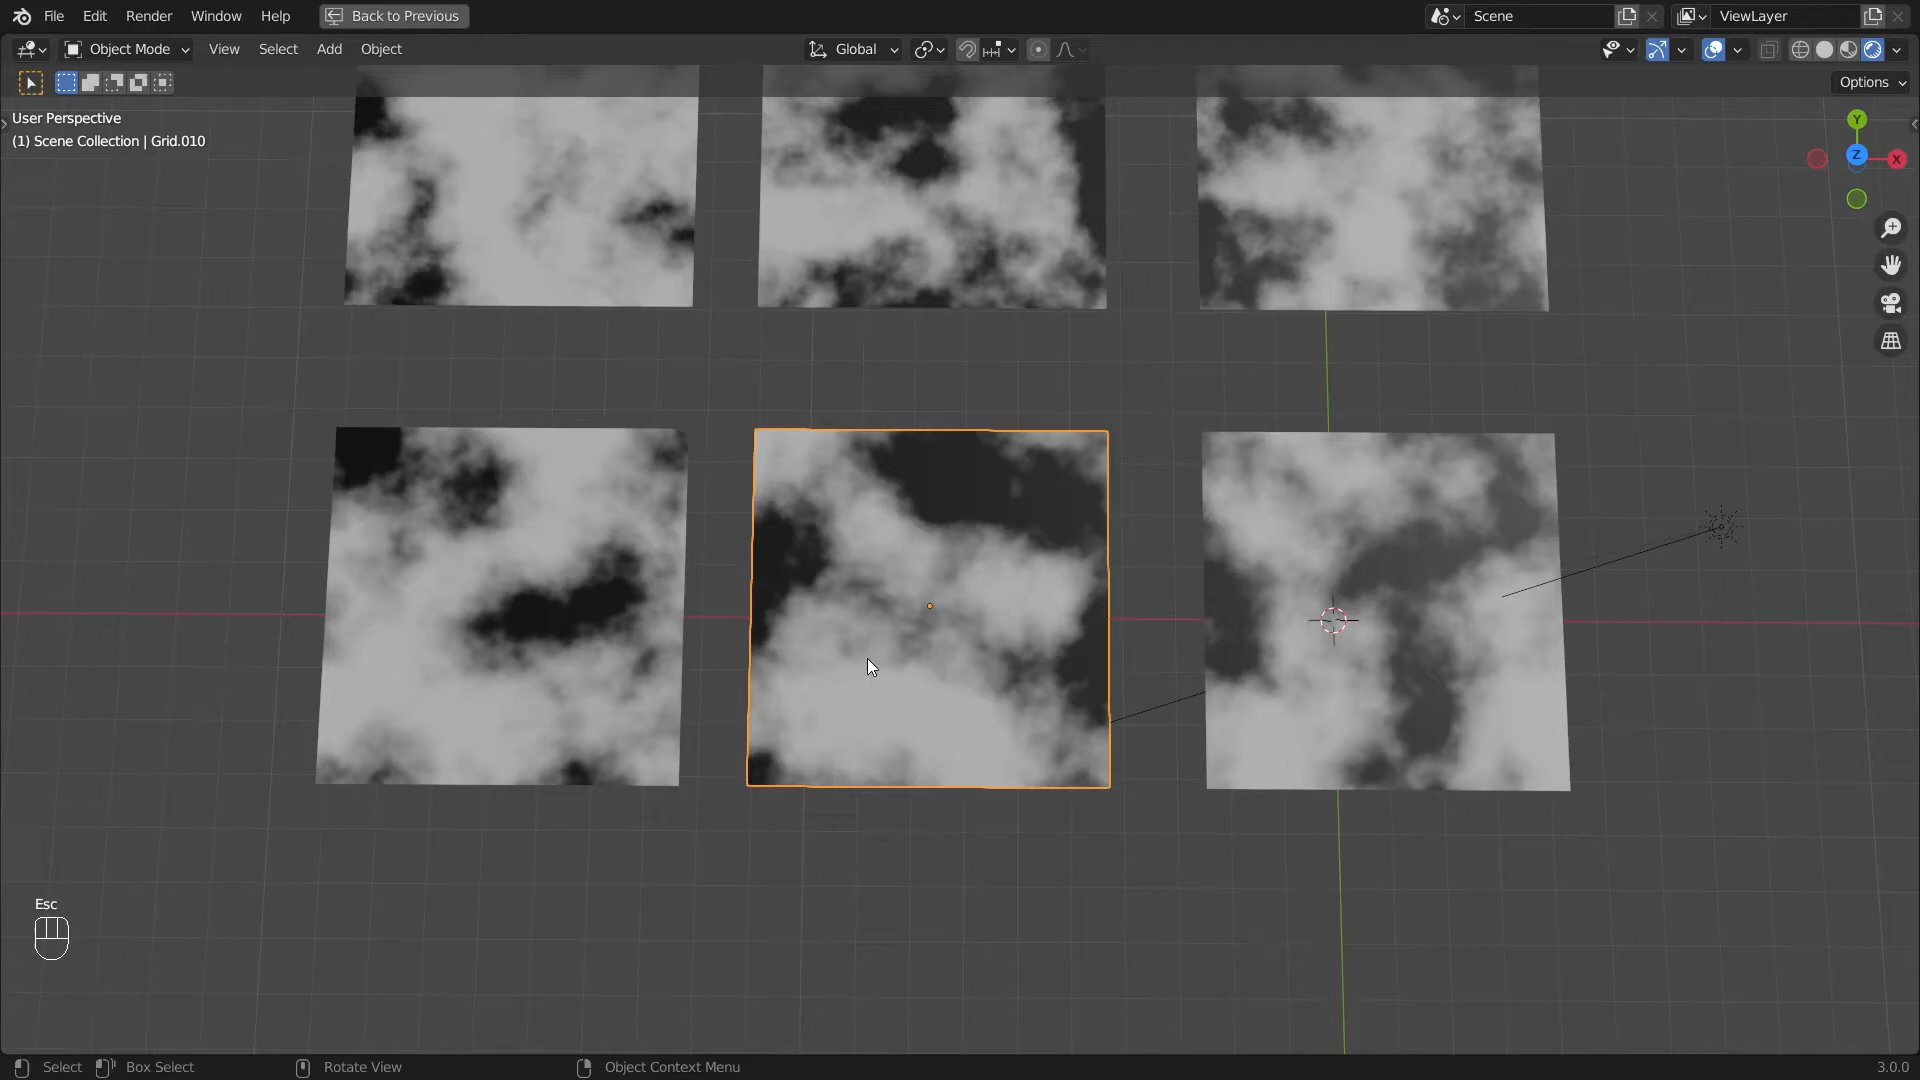 File Edit Render Window Help Back to Previous Scene ViewLayer
Object Mode View Select Add Object Global
Options
User Perspective
(1) Scene Collection | Grid.010
Y
Z
X
Esc
Select Box Select Rotate View Object Context Menu 3.0.0